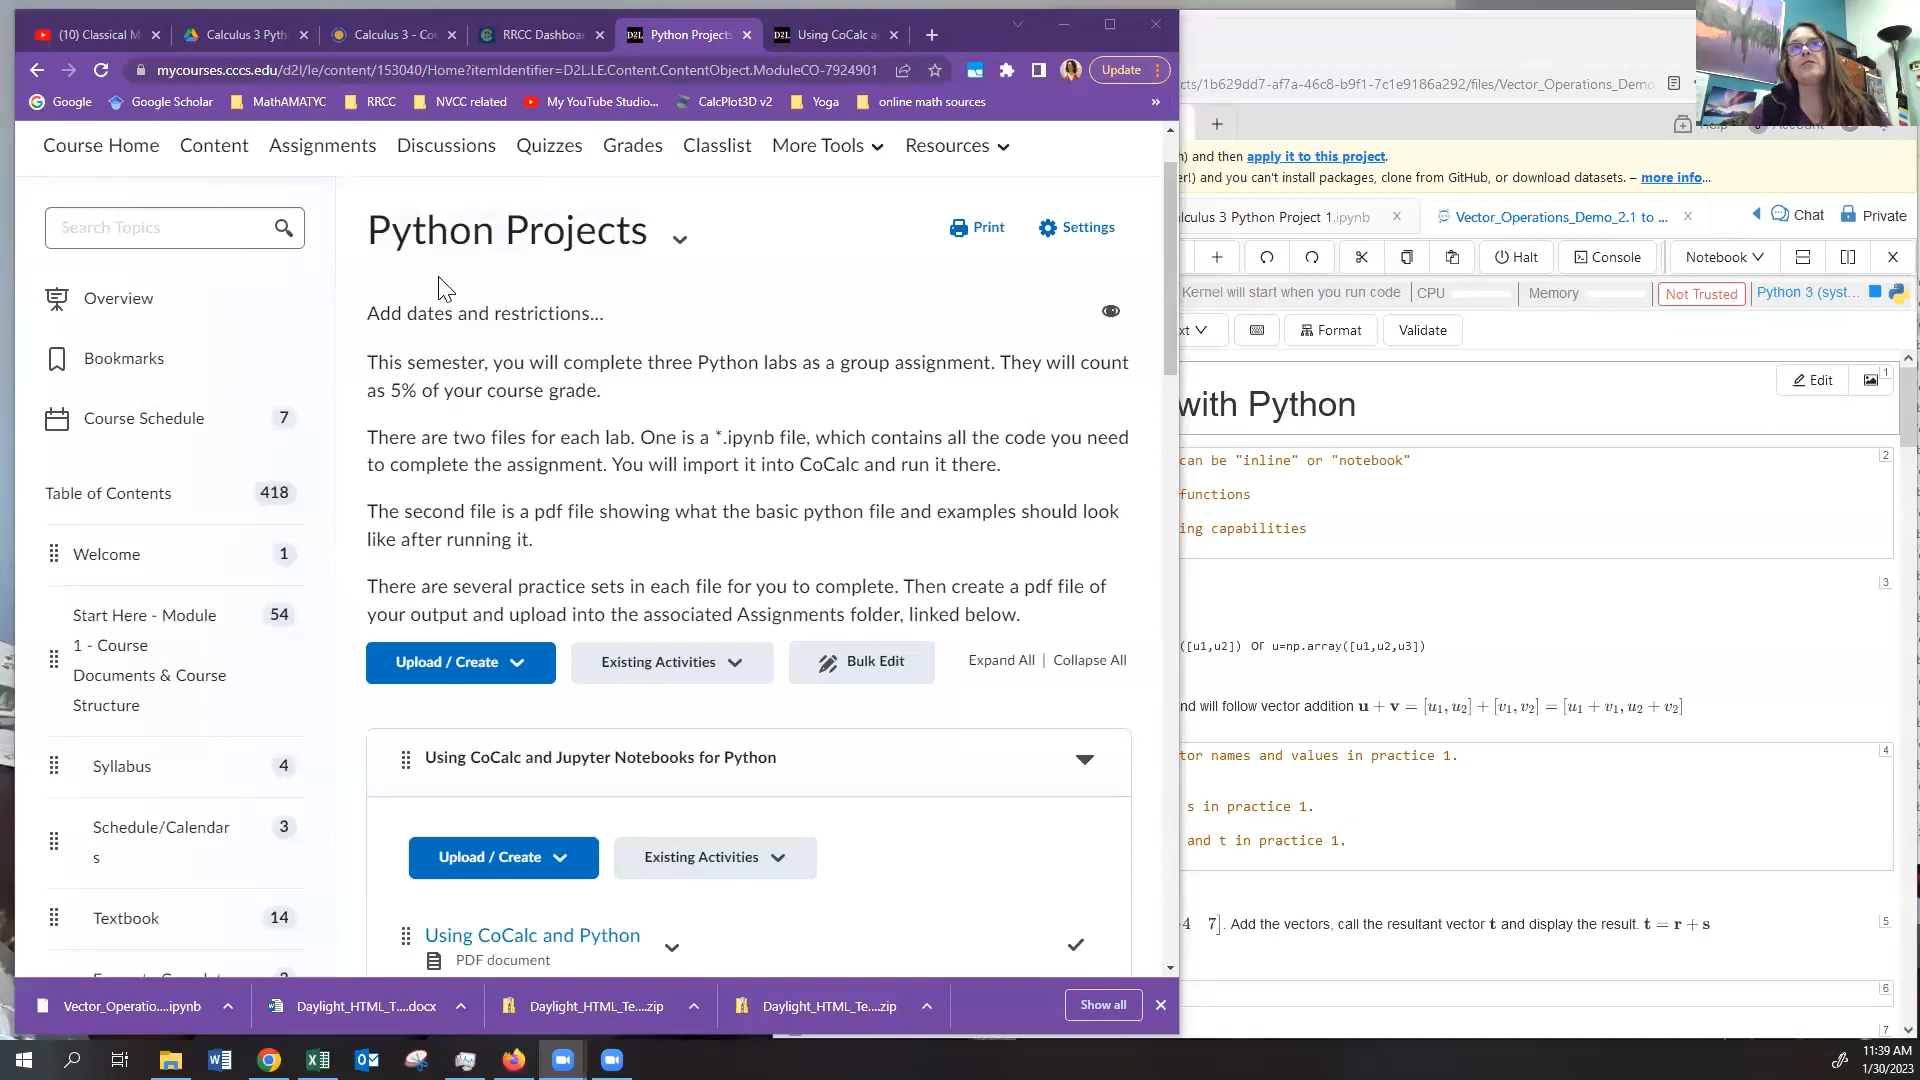 (10) Classical M
Calculus 3 Pyth
Calculus 3 - Co
RRCC Dashboa
Python Projects
Using CoCalc a
mycourses.cccs.edu/d2l/le/content/153040/Home?itemIdentifier=D2L.LE.Content.ContentObject.ModuleCO-7924901
Update
Google
Google Scholar
MathAMATYC
RRCC
NVCC related
My YouTube Studio...
CalcPlot3D v2
Yoga
online math sources
»
Course Home
Content
Assignments
Discussions
Quizzes
Grades
Classlist
More Tools
Resources
Search Topics
Overview
Bookmarks
Course Schedule
7
Table of Contents
418
Welcome
1
Start Here - Module
1 - Course
Documents & Course
Structure
54
Syllabus
4
Schedule/Calendar
s
3
Textbook
14
Python Projects
Print
Settings
Add dates and restrictions...
This semester, you will complete three Python labs as a group assignment. They will count
as 5% of your course grade.
There are two files for each lab. One is a *.ipynb file, which contains all the code you need
to complete the assignment. You will import it into CoCalc and run it there.
The second file is a pdf file showing what the basic python file and examples should look
like after running it.
There are several practice sets in each file for you to complete. Then create a pdf file of
your output and upload into the associated Assignments folder, linked below.
Upload / Create
Existing Activities
Bulk Edit
Expand All | Collapse All
Using CoCalc and Jupyter Notebooks for Python
Upload / Create
Existing Activities
Using CoCalc and Python
PDF document
Vector_Operatio....ipynb
Daylight_HTML_T....docx
Daylight_HTML_Te....zip
Daylight_HTML_Te....zip
Show all
cts/1b629dd7-af7a-46c8-b9f1-7c1e9186a292/files/Vector_Operations_Demo
) and then apply it to this project.
er!) and you can't install packages, clone from GitHub, or download datasets. – more info...
alculus 3 Python Project 1.ipynb
Vector_Operations_Demo_2.1 to ...
Chat
Private
Halt
Console
Notebook
Kernel will start when you run code
CPU
Memory
Not Trusted
Python 3 (syst...
xt
Format
Validate
Edit
1
with Python
can be "inline" or "notebook"
2
functions
ing capabilities
3
([u1,u2]) or u=np.array([u1,u2,u3])
nd will follow vector addition u + v = [u₁, u₂] + [v₁, v₂] = [u₁ + v₁, u₂ + v₂]
tor names and values in practice 1.
4
s in practice 1.
and t in practice 1.
-4 7]. Add the vectors, call the resultant vector t and display the result. t = r + s
5
6
7
11:39 AM
1/30/2023